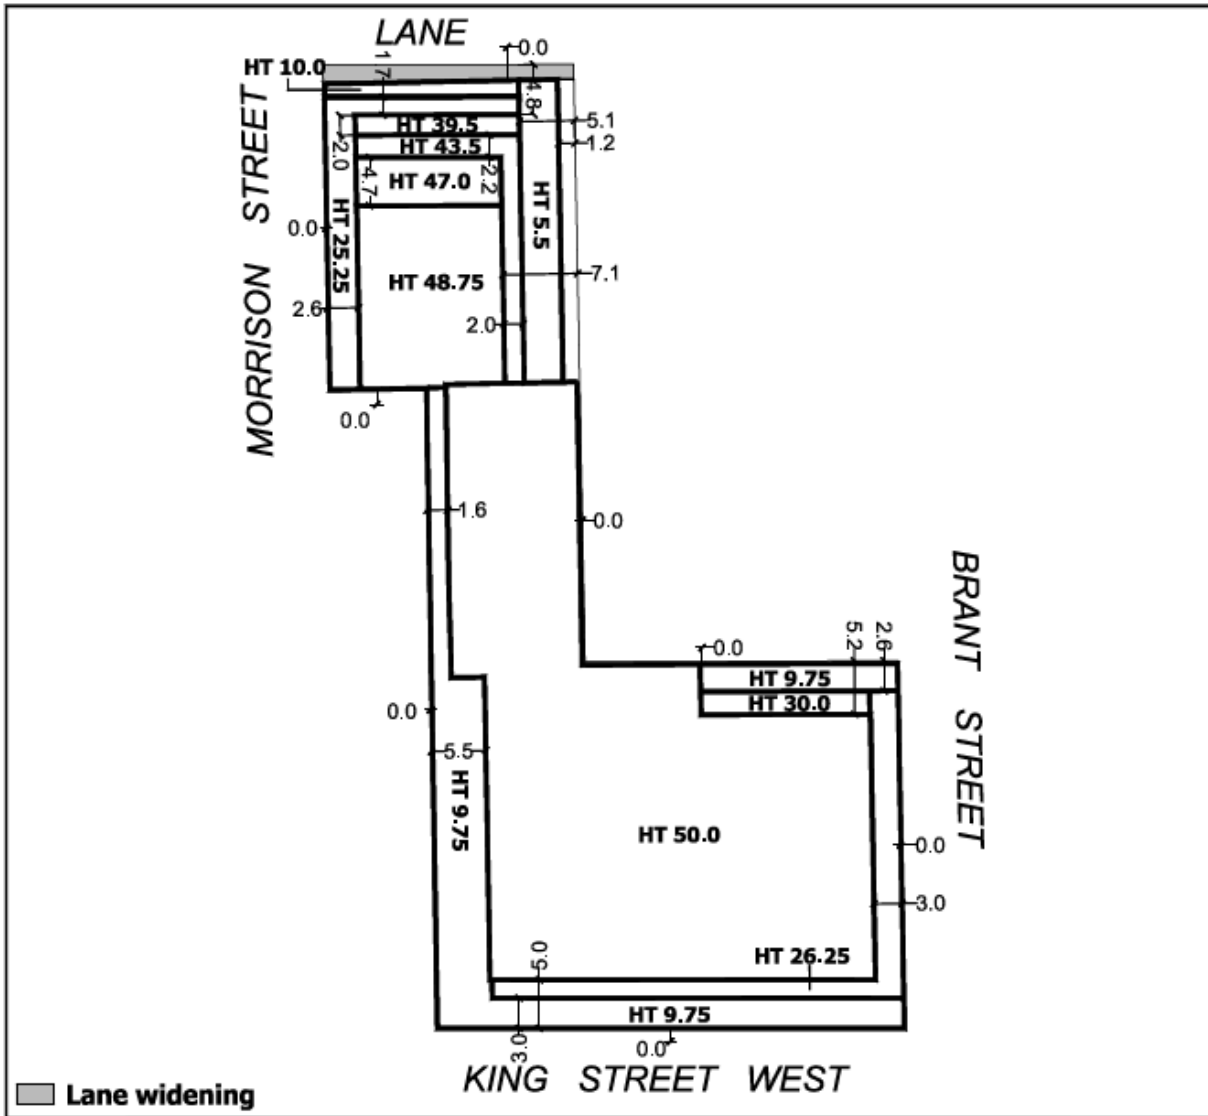 LANE
0.0
1.7
HT 10.0
4.8
HT 39.5
5.1
HT 43.5
2.0
1.2
4.7
HT 47.0
2.2
MORRISON STREET
HT 25.25
HT 5.5
0.0
7.1
HT 48.75
2.6
2.0
0.0
1.6
0.0
BRANT STREET
0.0
5.2
2.6
HT 9.75
HT 30.0
0.0
5.5
HT 9.75
HT 50.0
0.0
3.0
5.0
HT 26.25
HT 9.75
3.0
0.0
KING STREET WEST
Lane widening